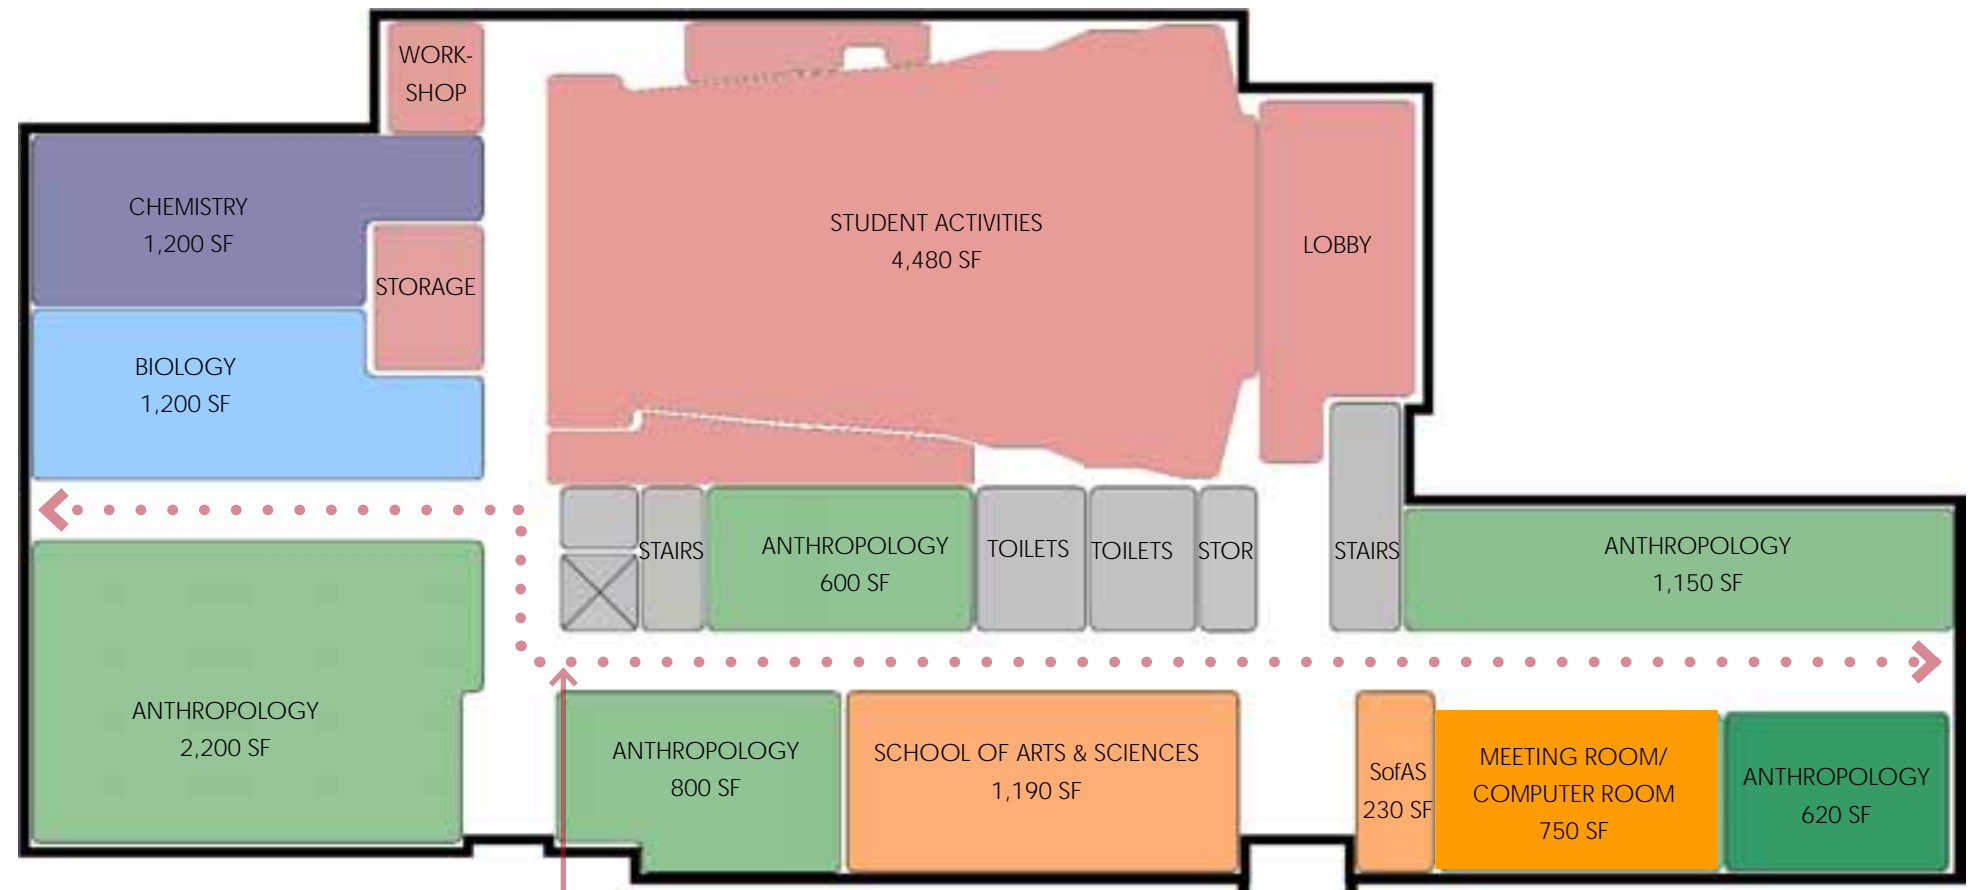 WORK-
SHOP
CHEMISTRY
1,200 SF
STORAGE
BIOLOGY
1,200 SF
STUDENT ACTIVITIES
4,480 SF
LOBBY
STAIRS
ANTHROPOLOGY
600 SF
TOILETS
TOILETS
STOR
STAIRS
ANTHROPOLOGY
1,150 SF
ANTHROPOLOGY
2,200 SF
ANTHROPOLOGY
800 SF
SCHOOL OF ARTS & SCIENCES
1,190 SF
SofAS
230 SF
MEETING ROOM/
COMPUTER ROOM
750 SF
ANTHROPOLOGY
620 SF